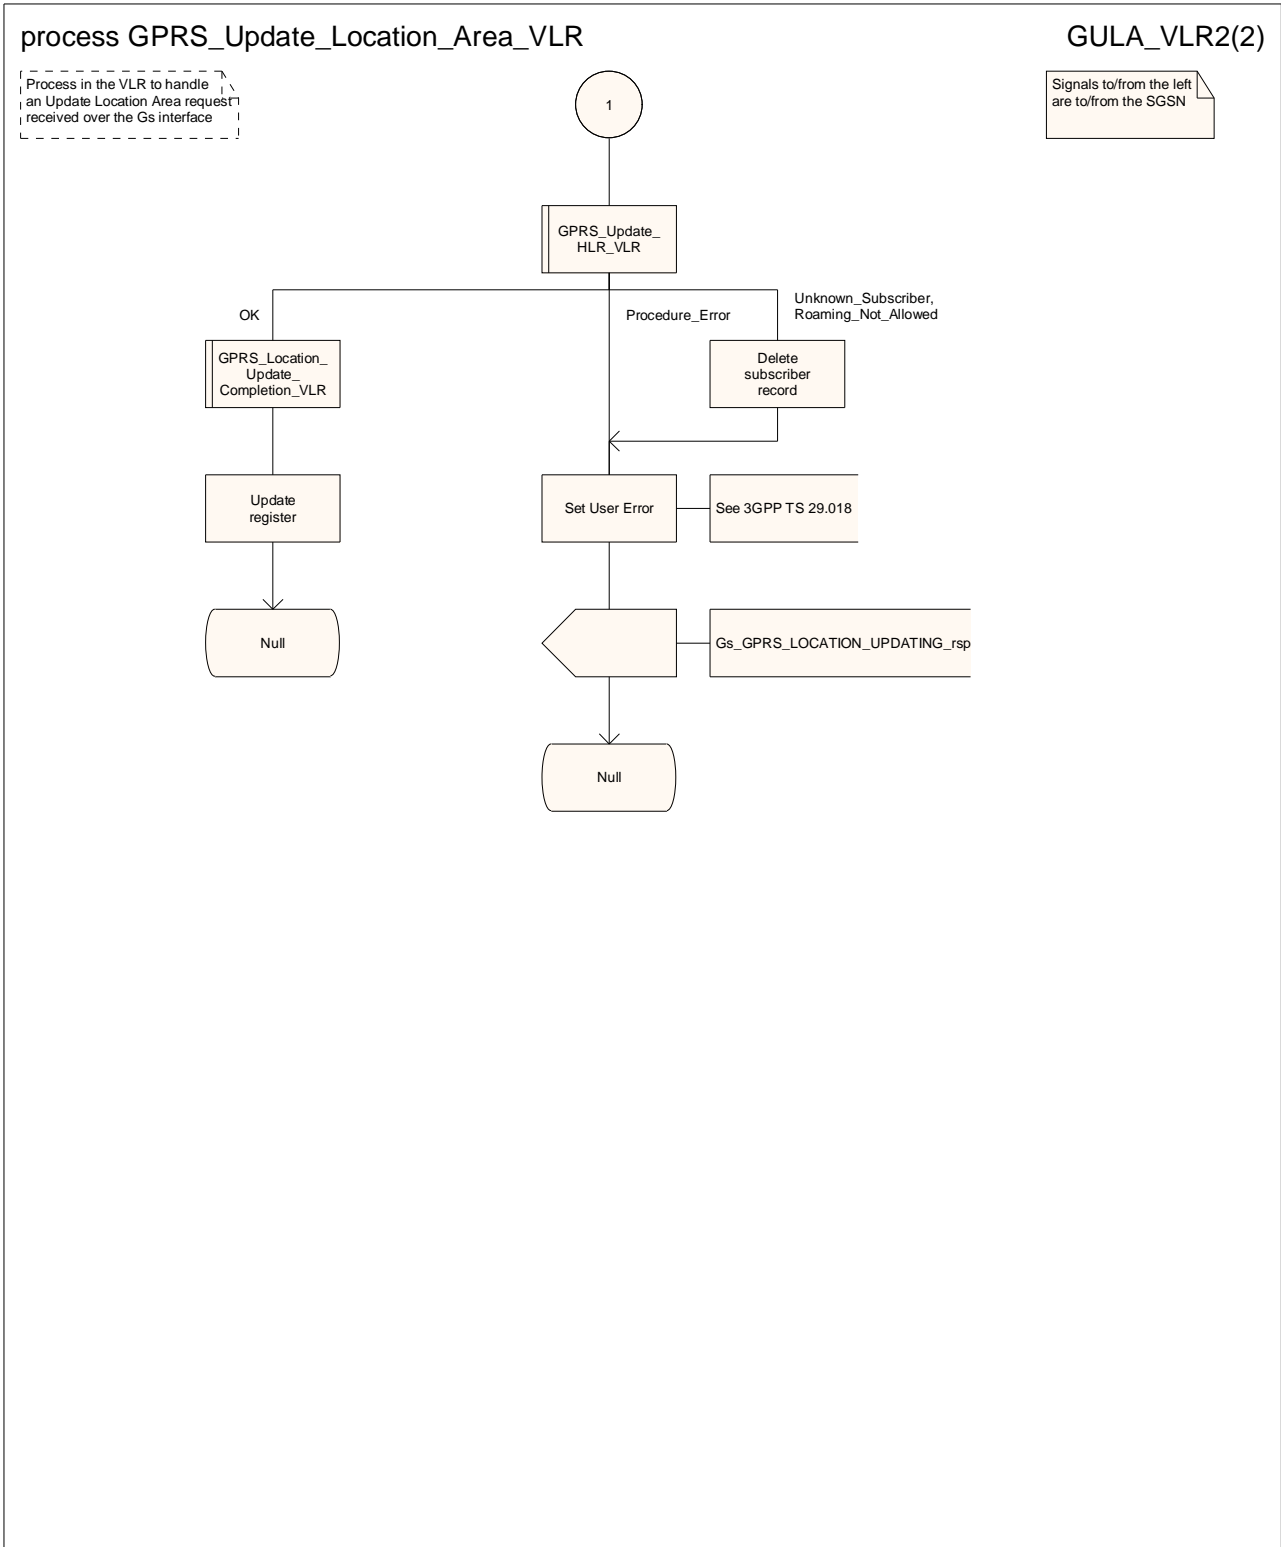 process GPRS_Update_Location_Area_VLR
GULA_VLR2(2)
Process in the VLR to handle
an Update Location Area request
received over the Gs interface
1
Signals to/from the left
are to/from the SGSN
GPRS_Update_
HLR_VLR
OK
Procedure_Error
Unknown_Subscriber,
Roaming_Not_Allowed
GPRS_Location_
Update_
Completion_VLR
Delete
subscriber
record
Update
register
Set User Error
See 3GPP TS 29.018
Null
Gs_GPRS_LOCATION_UPDATING_rsp
Null